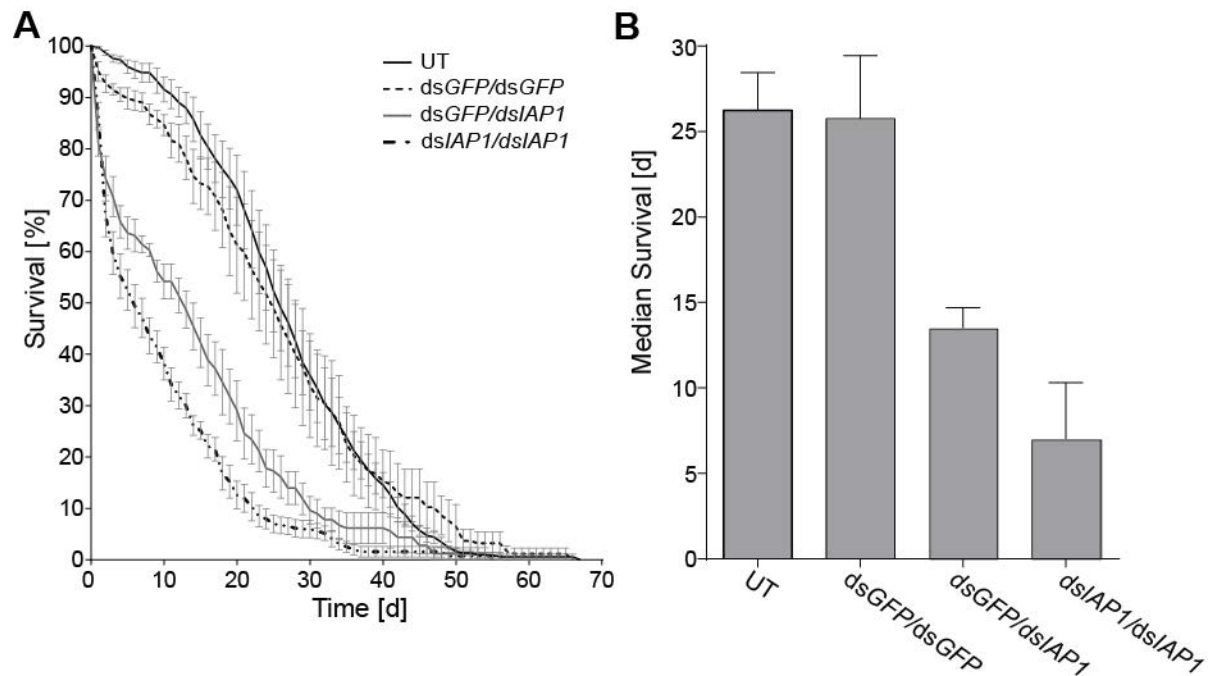 A
100
90
80
70
60
50
40
30
20
10
0
Survival [%]
0 10 20 30 40 50 60 70
Time [d]
UT
dsGFP/dsGFP
dsGFP/dsIAP1
dsIAP1/dsIAP1
B
30
25
20
15
10
5
0
Median Survival [d]
UT
dsGFP/dsGFP
dsGFP/dsIAP1
dsIAP1/dsIAP1